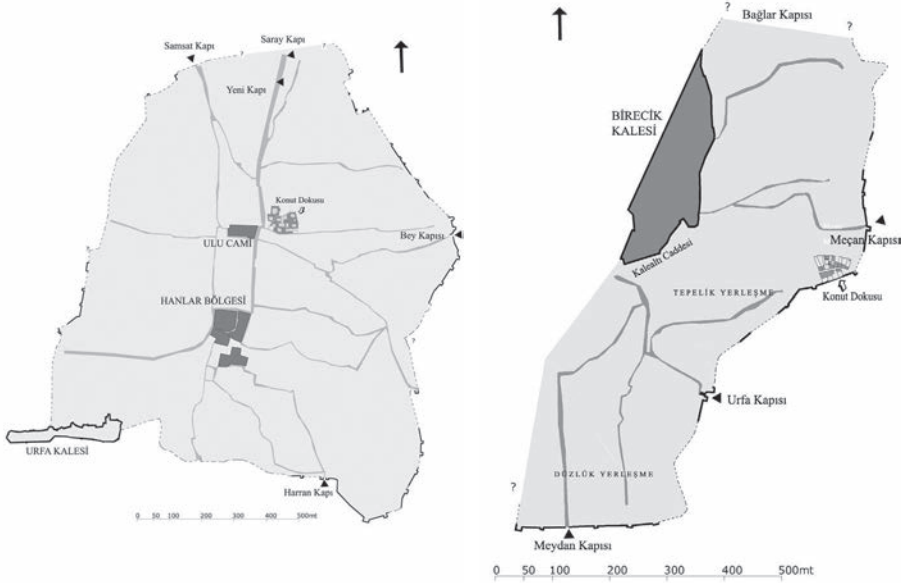 Samsat Kapı
Saray Kapı
?
?
Yeni Kapı
Konut Dokusu
Bey Kapısı
ULU CAMİ
HANLAR BÖLGESİ
URFA KALESİ
Harran Kapı
0 50 100 200 300 400 500mt
?
Bağlar Kapısı
?
BİRECİK
KALESİ
Meçan Kapısı
Kalealtı Caddesi
Konut Dokusu
TEPELİK YERLEŞME
Urfa Kapısı
DÜZLÜK YERLEŞME
?
Meydan Kapısı
0 50 100 200 300 400 500mt